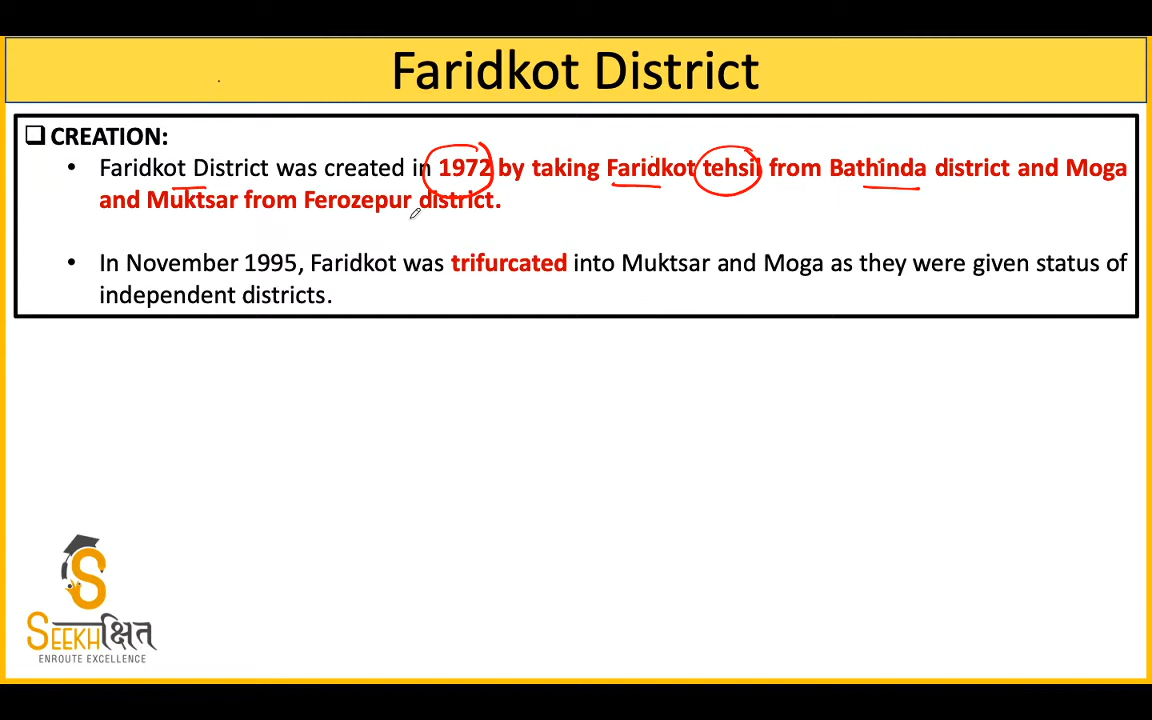 Faridkot District
CREATION:
• Faridkot District was created in 1972 by taking Faridkot tehsil from Bathinda district and Moga
and Muktsar from Ferozepur district.
• In November 1995, Faridkot was trifurcated into Muktsar and Moga as they were given status of
independent districts.
S
SEEKHक्षित
ENROUTE EXCELLENCE